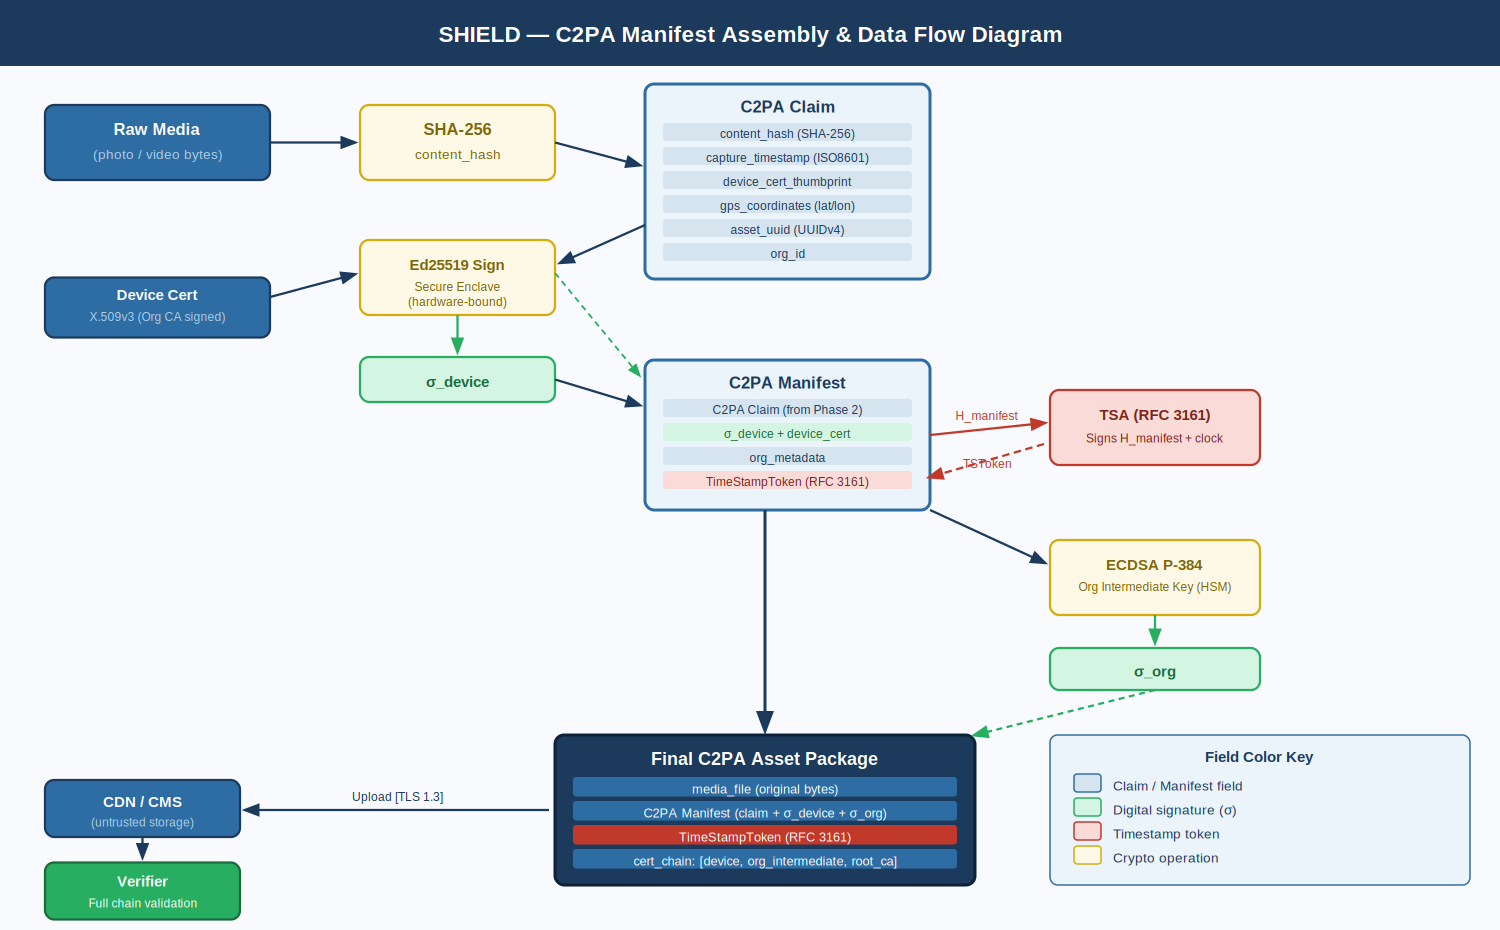 SHIELD — C2PA Manifest Assembly & Data Flow Diagram
Raw Media
(photo / video bytes)
SHA-256
content_hash
C2PA Claim
content_hash (SHA-256)
capture_timestamp (ISO8601)
device_cert_thumbprint
gps_coordinates (lat/lon)
asset_uuid (UUIDv4)
org_id
Device Cert
X.509v3 (Org CA signed)
Ed25519 Sign
Secure Enclave
(hardware-bound)
σ_device
C2PA Manifest
C2PA Claim (from Phase 2)
σ_device + device_cert
org_metadata
TimeStampToken (RFC 3161)
H_manifest
TSToken
TSA (RFC 3161)
Signs H_manifest + clock
ECDSA P-384
Org Intermediate Key (HSM)
σ_org
Final C2PA Asset Package
media_file (original bytes)
C2PA Manifest (claim + σ_device + σ_org)
TimeStampToken (RFC 3161)
cert_chain: [device, org_intermediate, root_ca]
Upload [TLS 1.3]
CDN / CMS
(untrusted storage)
Verifier
Full chain validation
Field Color Key
Claim / Manifest field
Digital signature (σ)
Timestamp token
Crypto operation